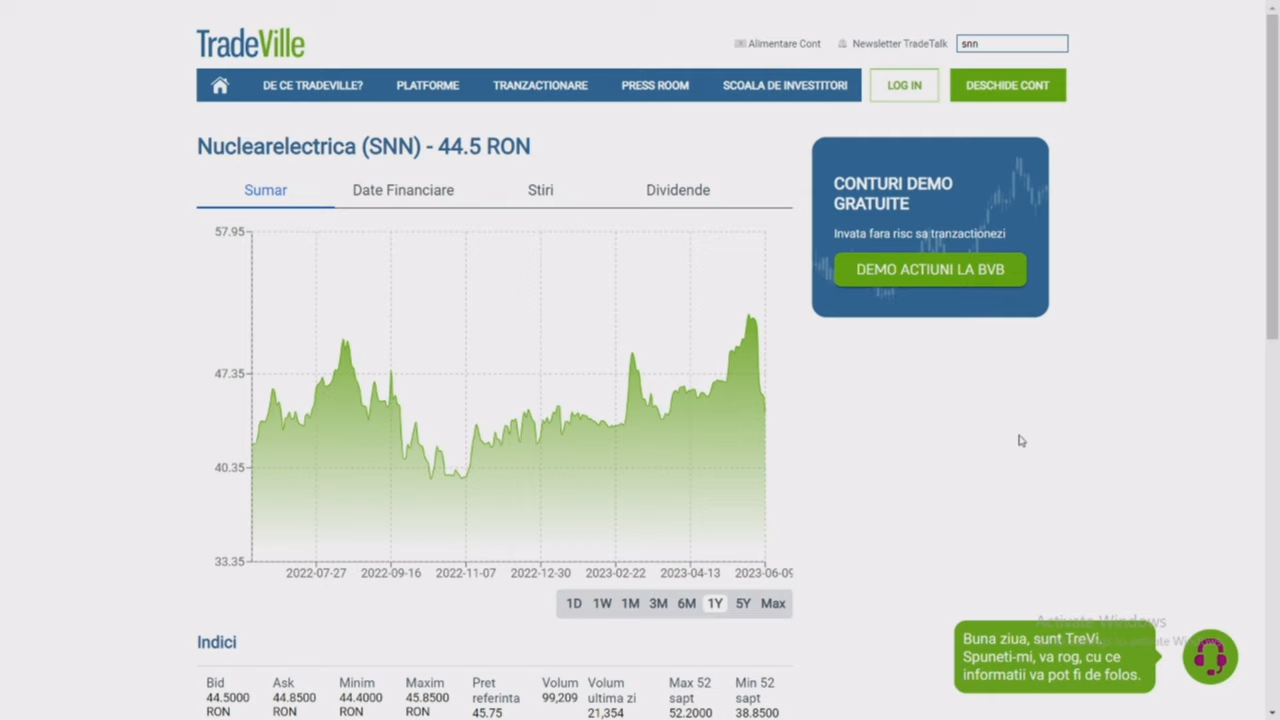 TradeVille
Alimentare Cont
Newsletter TradeTalk
snn
DE CE TRADEVILLE?
PLATFORME
TRANZACTIONARE
PRESS ROOM
SCOALA DE INVESTITORI
LOG IN
DESCHIDE CONT
Nuclearelectrica (SNN) - 44.5 RON
Sumar
Date Financiare
Stiri
Dividende
CONTURI DEMO
GRATUITE
Invata fara risc sa tranzactionezi
DEMO ACTIUNI LA BVB
57.95
47.35
40.35
33.35
2022-07-27
2022-09-16
2022-11-07
2022-12-30
2023-02-22
2023-04-13
2023-06-09
1D 1W 1M 3M 6M 1Y 5Y Max
Indici
Bid
44.5000
RON
Ask
44.8500
RON
Minim
44.4000
RON
Maxim
45.8500
RON
Pret
referinta
45.75
Volum
99,209
Volum
ultima zi
21,354
Max 52
sapt
52.2000
Min 52
sapt
38.8500
Activate Windows
Buna ziua, sunt TreVi.
Spuneti-mi, va rog, cu ce
informatii va pot fi de folos.